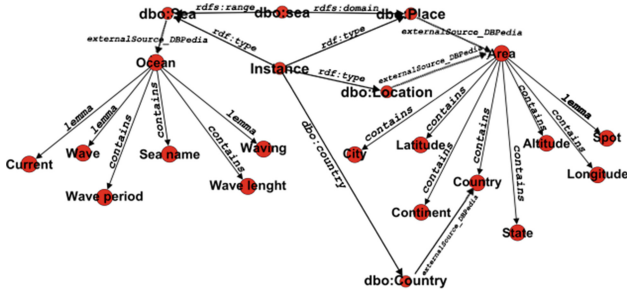 dbo:Sea rdfs:range dbo:sea rdfs:domain dbo:Place
externalSource_DBPedia rdf:type rdf:type externalSource_DBPedia
Ocean Instance rdf:type externalSource_DBPedia Area
dbo:Location
lemma lemma contains contains contains lemma
dbo:country
contains contains contains contains contains contains contains lemma
Current Wave Sea name Waving
Wave period Wave lenght
City Latitude Altitude Spot
Continent Country Longitude
State
externalSource_DBPedia
dbo:Country